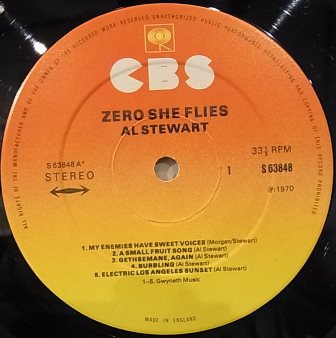 ALL RIGHTS OF THE MANUFACTURER AND OF THE OWNER OF THE RECORDED WORK RESERVED UNAUTHORIZED PUBLIC PERFORMANCE BROADCASTING AND COPYING OF THIS RECORD PROHIBITED
CBS
ZERO SHE FLIES
AL STEWART
S 63848 A
STEREO
33⅓ RPM
1
S 63848
℗ 1970
1. MY ENEMIES HAVE SWEET VOICES (Morgan/Stewart)
2. A SMALL FRUIT SONG (Al Stewart)
3. GETHSEMANE, AGAIN (Al Stewart)
4. BURBLING (Al Stewart)
5. ELECTRIC LOS ANGELES SUNSET (Al Stewart)
1–5, Gwyneth Music
MADE IN ENGLAND